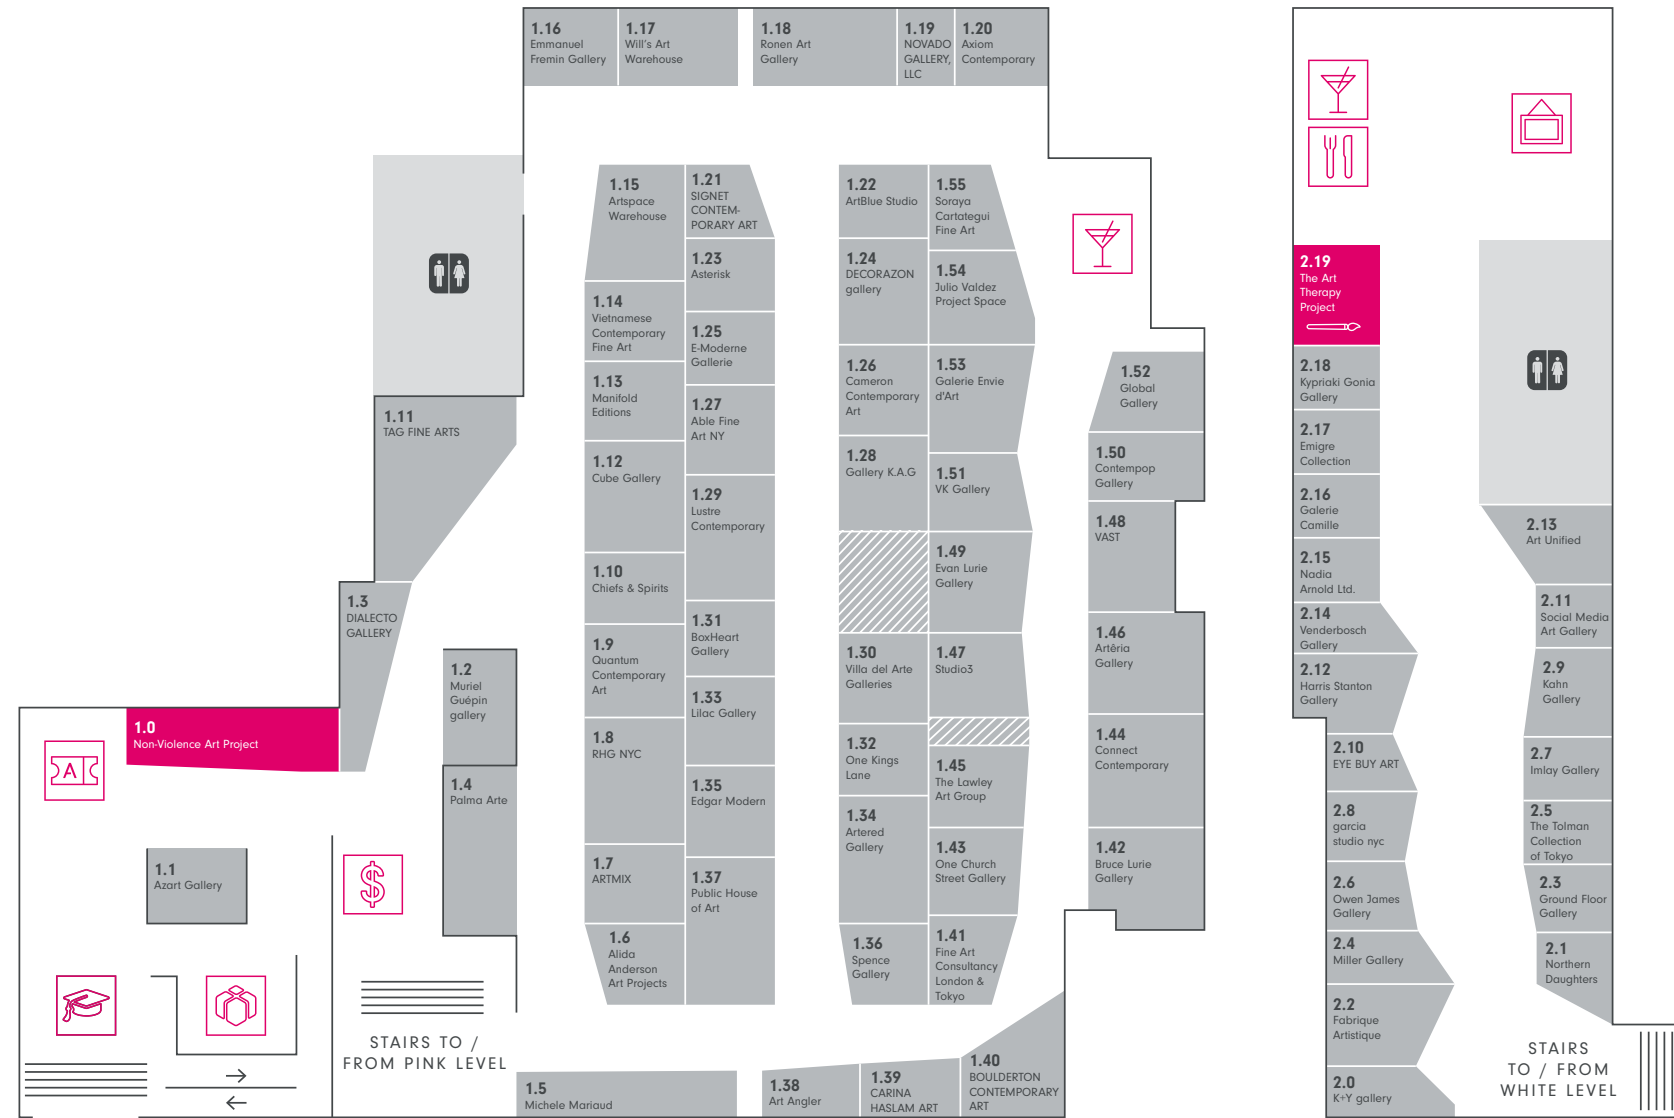 1.16
Emmanuel
Fremin Gallery
1.17
Will's Art
Warehouse
1.18
Ronen Art
Gallery
1.19
NOVADO
GALLERY,
LLC
1.20
Axiom
Contemporary
1.15
Artspace
Warehouse
1.21
SIGNET
CONTEM-
PORARY ART
1.23
Asterisk
1.14
Vietnamese
Contemporary
Fine Art
1.25
E-Moderne
Gallerie
1.13
Manifold
Editions
1.27
Able Fine
Art NY
1.12
Cube Gallery
1.29
Lustre
Contemporary
1.10
Chiefs & Spirits
1.31
BoxHeart
Gallery
1.9
Quantum
Contemporary
Art
1.33
Lilac Gallery
1.8
RHG NYC
1.35
Edgar Modern
1.7
ARTMIX
1.37
Public House
of Art
1.6
Alida
Anderson
Art Projects
1.22
ArtBlue Studio
1.55
Soraya
Cartategui
Fine Art
1.24
DECORAZON
gallery
1.54
Julio Valdez
Project Space
1.26
Cameron
Contemporary
Art
1.53
Galerie Envie
d'Art
1.28
Gallery K.A.G
1.51
VK Gallery
1.49
Evan Lurie
Gallery
1.30
Villa del Arte
Galleries
1.47
Studio3
1.32
One Kings
Lane
1.45
The Lawley
Art Group
1.34
Artered
Gallery
1.43
One Church
Street Gallery
1.36
Spence
Gallery
1.41
Fine Art
Consultancy
London &
Tokyo
1.52
Global
Gallery
1.50
Contempop
Gallery
1.48
VAST
1.46
Artêria
Gallery
1.44
Connect
Contemporary
1.42
Bruce Lurie
Gallery
1.11
TAG FINE ARTS
1.3
DIALECTO
GALLERY
1.2
Muriel
Guépin
gallery
1.0
Non-Violence Art Project
A
1.4
Palma Arte
1.1
Azart Gallery
$
STAIRS TO /
FROM PINK LEVEL
1.5
Michele Mariaud
1.38
Art Angler
1.39
CARINA
HASLAM ART
1.40
BOULDERTON
CONTEMPORARY
ART
2.19
The Art
Therapy
Project
2.18
Kypriaki Gonia
Gallery
2.17
Emigre
Collection
2.16
Galerie
Camille
2.15
Nadia
Arnold Ltd.
2.14
Venderbosch
Gallery
2.12
Harris Stanton
Gallery
2.10
EYE BUY ART
2.8
garcia
studio nyc
2.6
Owen James
Gallery
2.4
Miller Gallery
2.2
Fabrique
Artistique
2.0
K+Y gallery
2.13
Art Unified
2.11
Social Media
Art Gallery
2.9
Kahn
Gallery
2.7
Imlay Gallery
2.5
The Tolman
Collection
of Tokyo
2.3
Ground Floor
Gallery
2.1
Northern
Daughters
STAIRS
TO / FROM
WHITE LEVEL